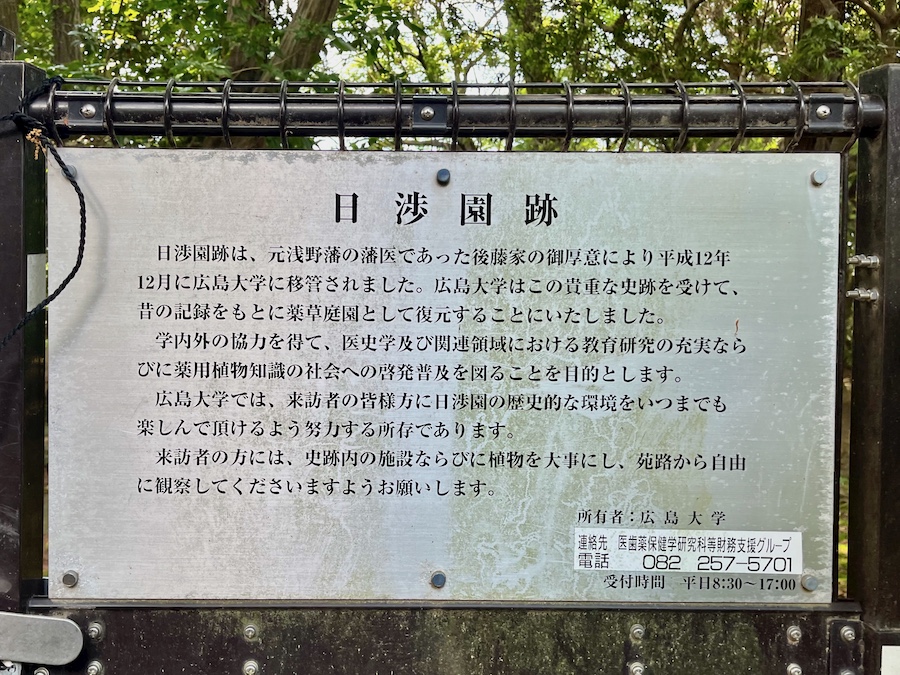 日渉園跡
日渉園跡は、元浅野藩の藩医であった後藤家の御厚意により平成12年
12月に広島大学に移管されました。広島大学はこの貴重な史跡を受けて、
昔の記録をもとに薬草庭園として復元することにいたしました。
学内外の協力を得て、医史学及び関連領域における教育研究の充実なら
びに薬用植物知識の社会への啓発普及を図ることを目的とします。
広島大学では、来訪者の皆様方に日渉園の歴史的な環境をいつまでも
楽しんで頂けるよう努力する所存であります。
来訪者の方には、史跡内の施設ならびに植物を大事にし、苑路から自由
に観察してくださいますようお願いします。
所有者：広島大学
連絡先 医歯薬保健学研究科等財務支援グループ
電話 082 257-5701
受付時間 平日8:30～17:00